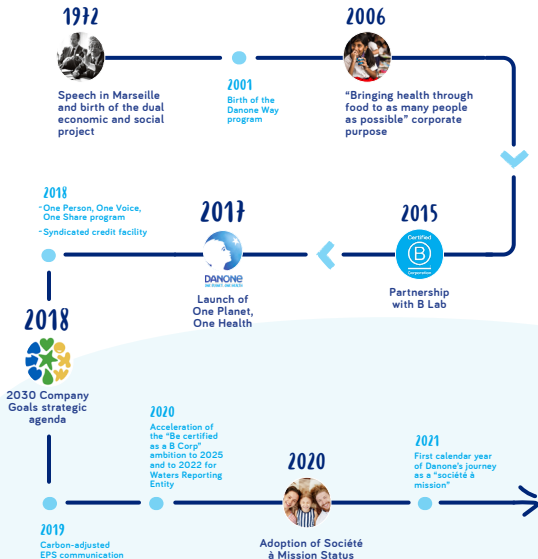 1972
2006
2001
Speech in Marseille
and birth of the dual
economic and social
project
Birth of the
Danone Way
program
“Bringing health through
food to as many people
as possible” corporate
purpose
2018
-One Person, One Voice,
One Share program
-Syndicated credit facility
2017
2015
DANONE
Certified
B
Corporation
Launch of
One Planet,
One Health
Partnership
with B Lab
2018
2030 Company
Goals strategic
agenda
2020
Acceleration of
the “Be certified
as a B Corp”
ambition to 2025
and to 2022 for
Waters Reporting
Entity
2020
2021
First calendar year
of Danone’s journey
as a “société à
mission”
2019
Carbon-adjusted
EPS communication
Adoption of Société
à Mission Status